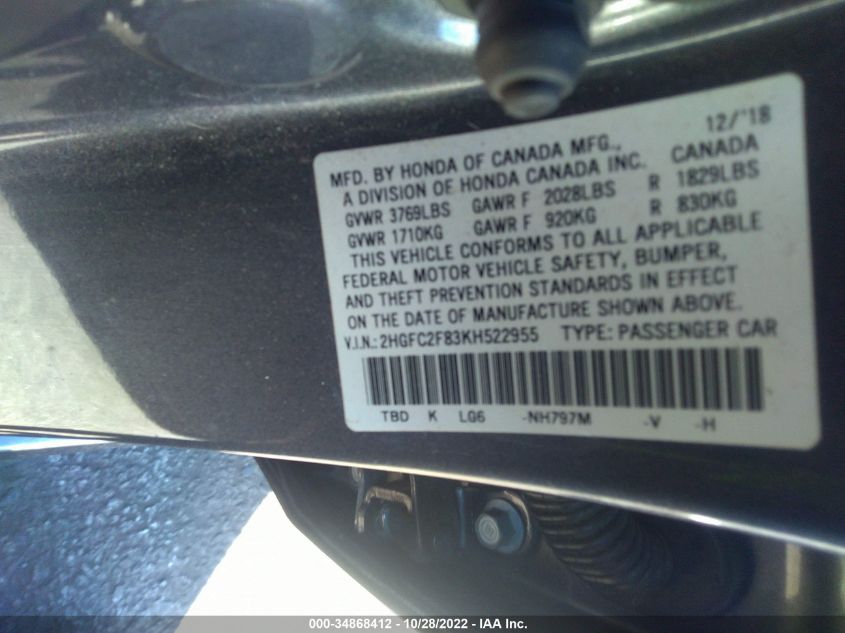 12/'18
MFD. BY HONDA OF CANADA MFG.,
A DIVISION OF HONDA CANADA INC. CANADA
GVWR 3769LBS GAWR F 2028LBS R 1829LBS
GVWR 1710KG GAWR F 920KG R 830KG
THIS VEHICLE CONFORMS TO ALL APPLICABLE
FEDERAL MOTOR VEHICLE SAFETY, BUMPER,
AND THEFT PREVENTION STANDARDS IN EFFECT
ON THE DATE OF MANUFACTURE SHOWN ABOVE.
V.I.N.: 2HGFC2F83KH522955 TYPE: PASSENGER CAR
TBD K LG6 -NH797M -V -H
000-34868412 - 10/28/2022 - IAA Inc.